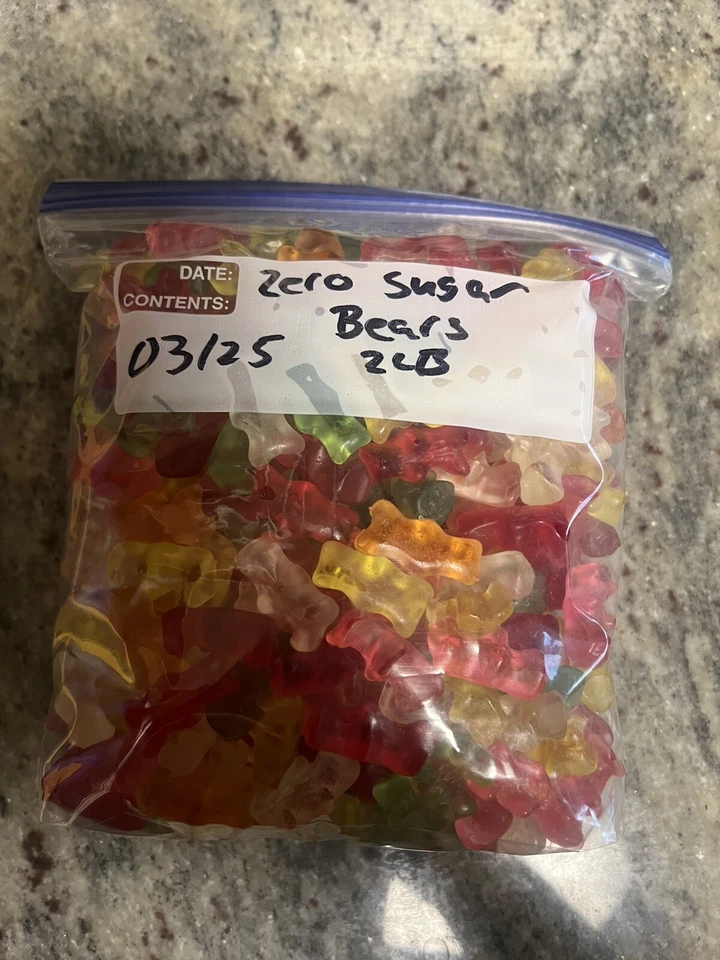 DATE: Zero Sugar
CONTENTS: Bears
03/25 2LB